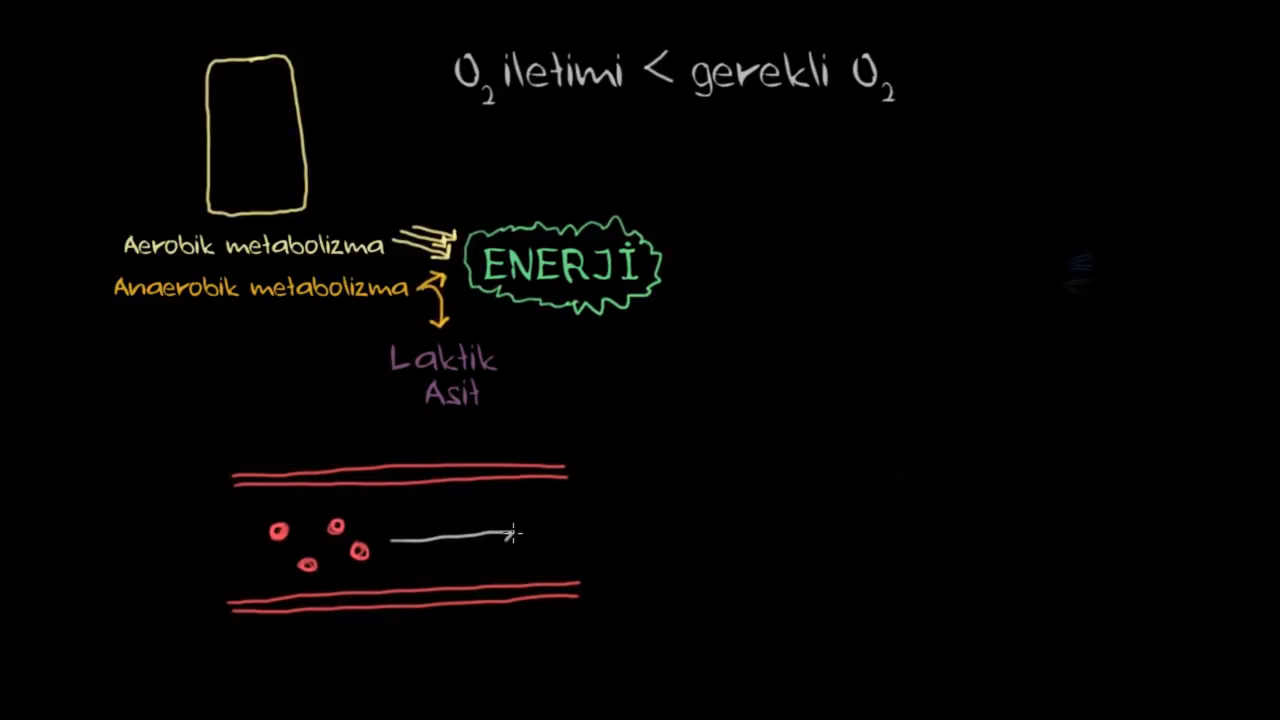 O₂ iletimi < gerekli O₂
Aerobik metabolizma
ENERJİ
Anaerobik metabolizma
Laktik
Asit